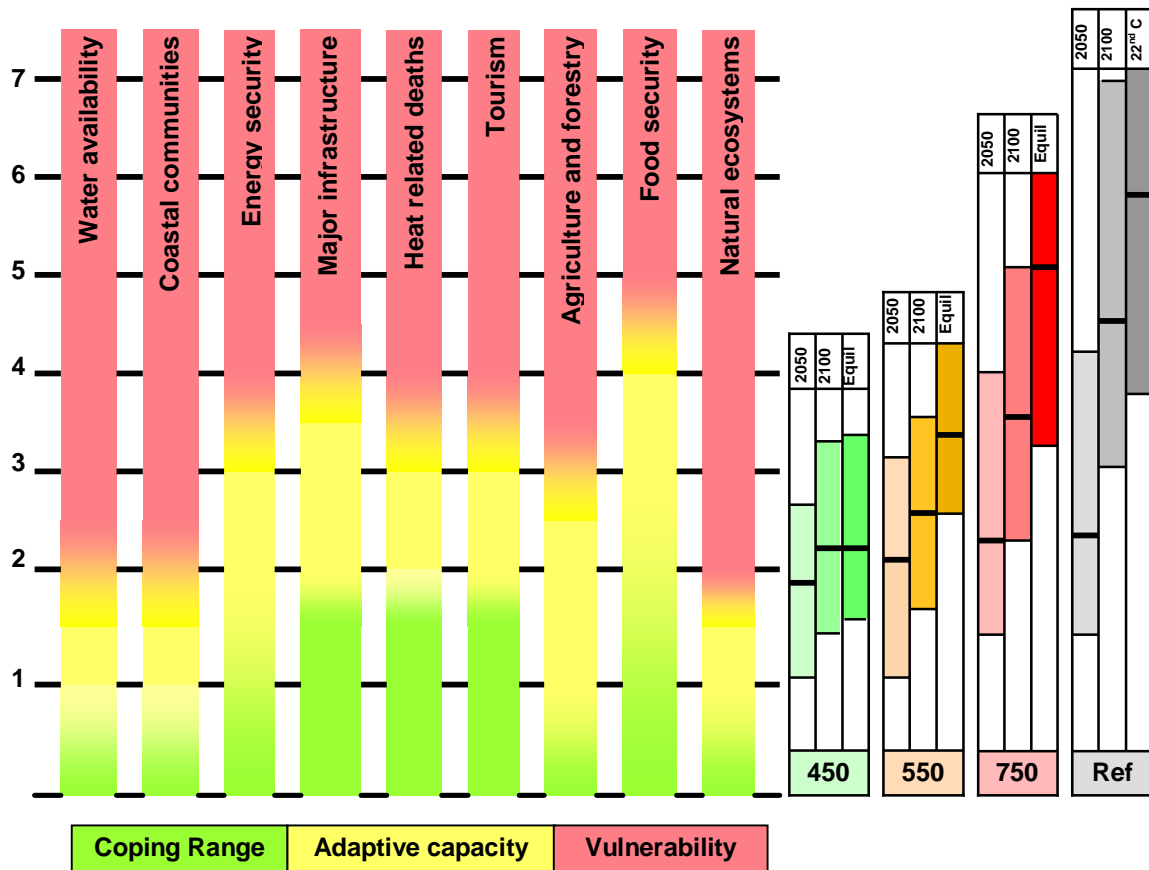 7
6
5
4
3
2
1
Water availability
Coastal communities
Energy security
Major infrastructure
Heat related deaths
Tourism
Agriculture and forestry
Food security
Natural ecosystems
2050
2100
Equil
450
2050
2100
Equil
550
2050
2100
Equil
750
2050
2100
22nd C
Ref
Coping Range
Adaptive capacity
Vulnerability